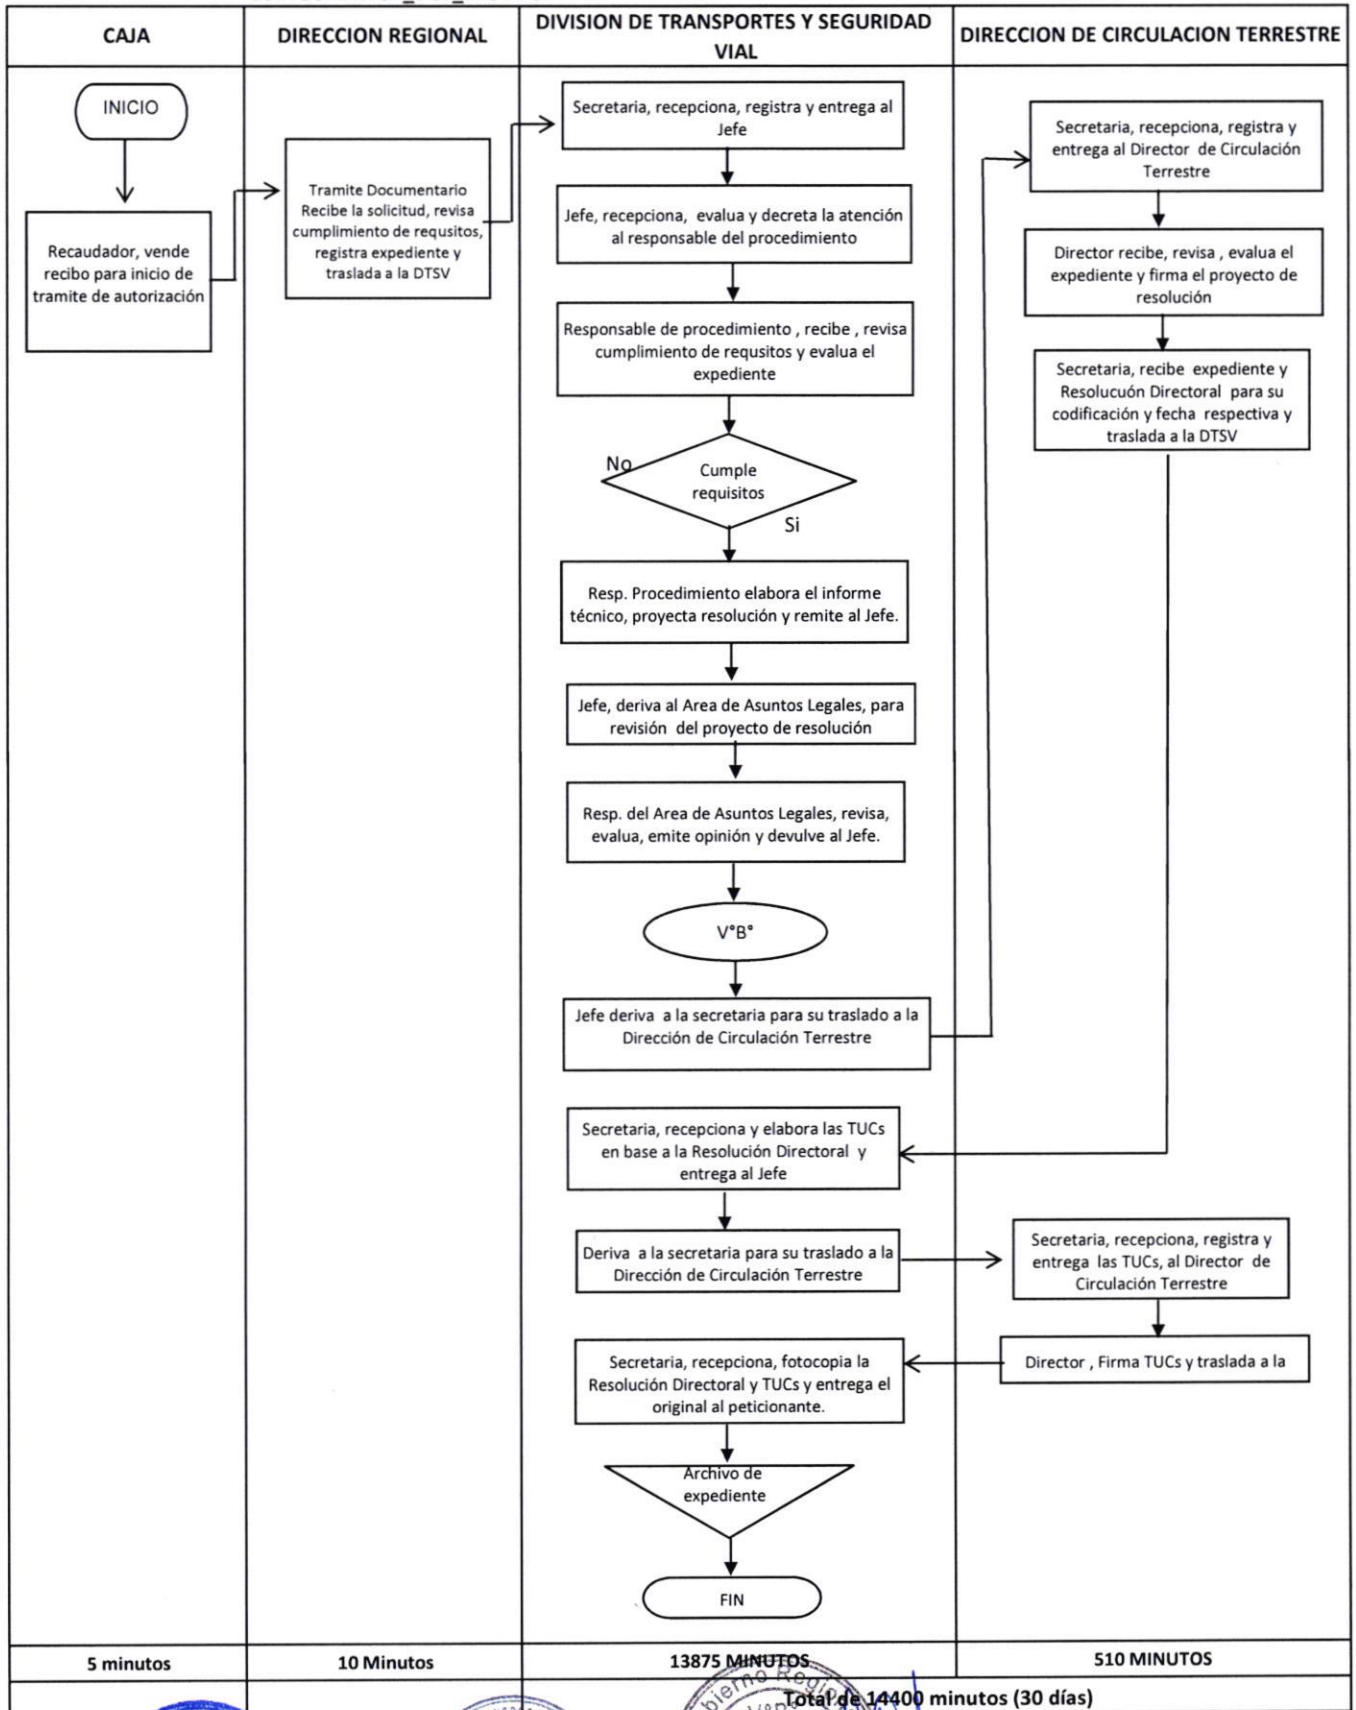 CAJA
DIRECCION REGIONAL
DIVISION DE TRANSPORTES Y SEGURIDAD
VIAL
DIRECCION DE CIRCULACION TERRESTRE
INICIO
Recaudador, vende
recibo para inicio de
tramite de autorización
Tramite Documentario
Recibe la solicitud, revisa
cumplimiento de requsitos,
registra expediente y
traslada a la DTSV
Secretaria, recepciona, registra y entrega al
Jefe
Jefe, recepciona, evalua y decreta la atención
al responsable del procedimiento
Responsable de procedimiento , recibe , revisa
cumplimiento de requsitos y evalua el
expediente
No
Cumple
requisitos
Si
Resp. Procedimiento elabora el informe
técnico, proyecta resolución y remite al Jefe.
Jefe, deriva al Area de Asuntos Legales, para
revisión del proyecto de resolución
Resp. del Area de Asuntos Legales, revisa,
evalua, emite opinión y devulve al Jefe.
V°B°
Jefe deriva a la secretaria para su traslado a la
Dirección de Circulación Terrestre
Secretaria, recepciona, registra y
entrega al Director de Circulación
Terrestre
Director recibe, revisa , evalua el
expediente y firma el proyecto de
resolución
Secretaria, recibe expediente y
Resolucuón Directoral para su
codificación y fecha respectiva y
traslada a la DTSV
Secretaria, recepciona y elabora las TUCs
en base a la Resolución Directoral y
entrega al Jefe
Deriva a la secretaria para su traslado a la
Dirección de Circulación Terrestre
Secretaria, recepciona, registra y
entrega las TUCs, al Director de
Circulación Terrestre
Director , Firma TUCs y traslada a la
Secretaria, recepciona, fotocopia la
Resolución Directoral y TUCs y entrega el
original al peticionante.
Archivo de
expediente
FIN
5 minutos
10 Minutos
13875 MINUTOS
510 MINUTOS
Total de 14400 minutos (30 días)